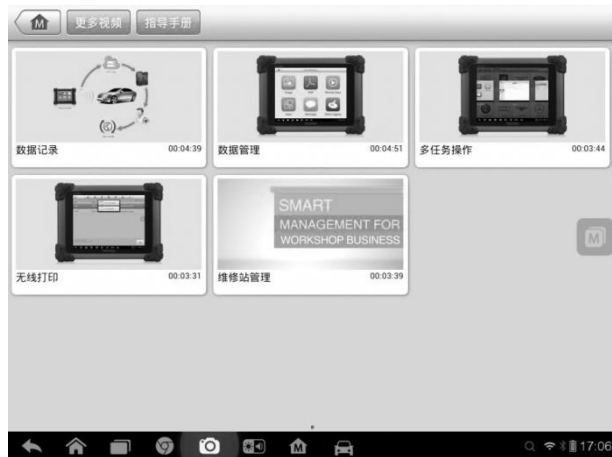 更多视频 指导手册
数据记录 00:04:39
数据管理 00:04:51
多任务操作 00:03:44
无线打印 00:03:31
SMART
MANAGEMENT FOR
WORKSHOP BUSINESS
维修站管理 00:03:39
17:06